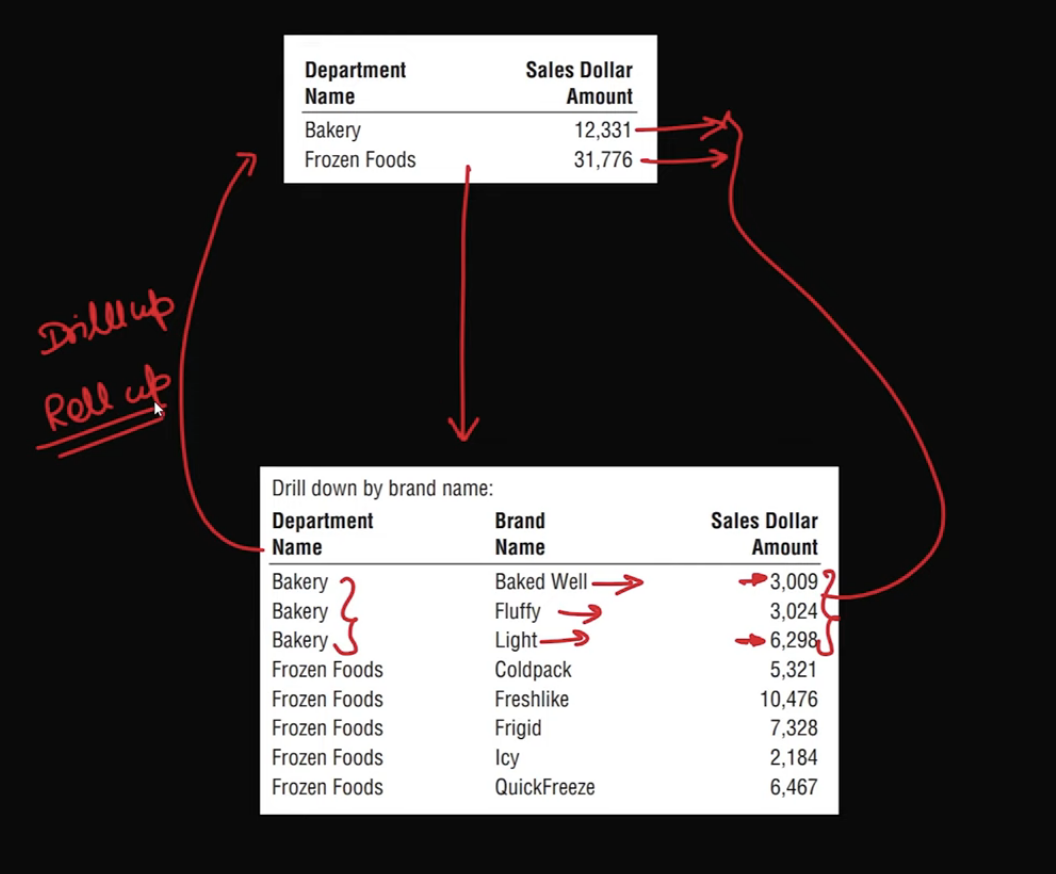 Department Sales Dollar
Name Amount
Bakery 12,331
Frozen Foods 31,776
Drill up
Roll up
Drill down by brand name:
Department Brand Sales Dollar
Name Name Amount
Bakery Baked Well 3,009
Bakery Fluffy 3,024
Bakery Light 6,298
Frozen Foods Coldpack 5,321
Frozen Foods Freshlike 10,476
Frozen Foods Frigid 7,328
Frozen Foods Icy 2,184
Frozen Foods QuickFreeze 6,467